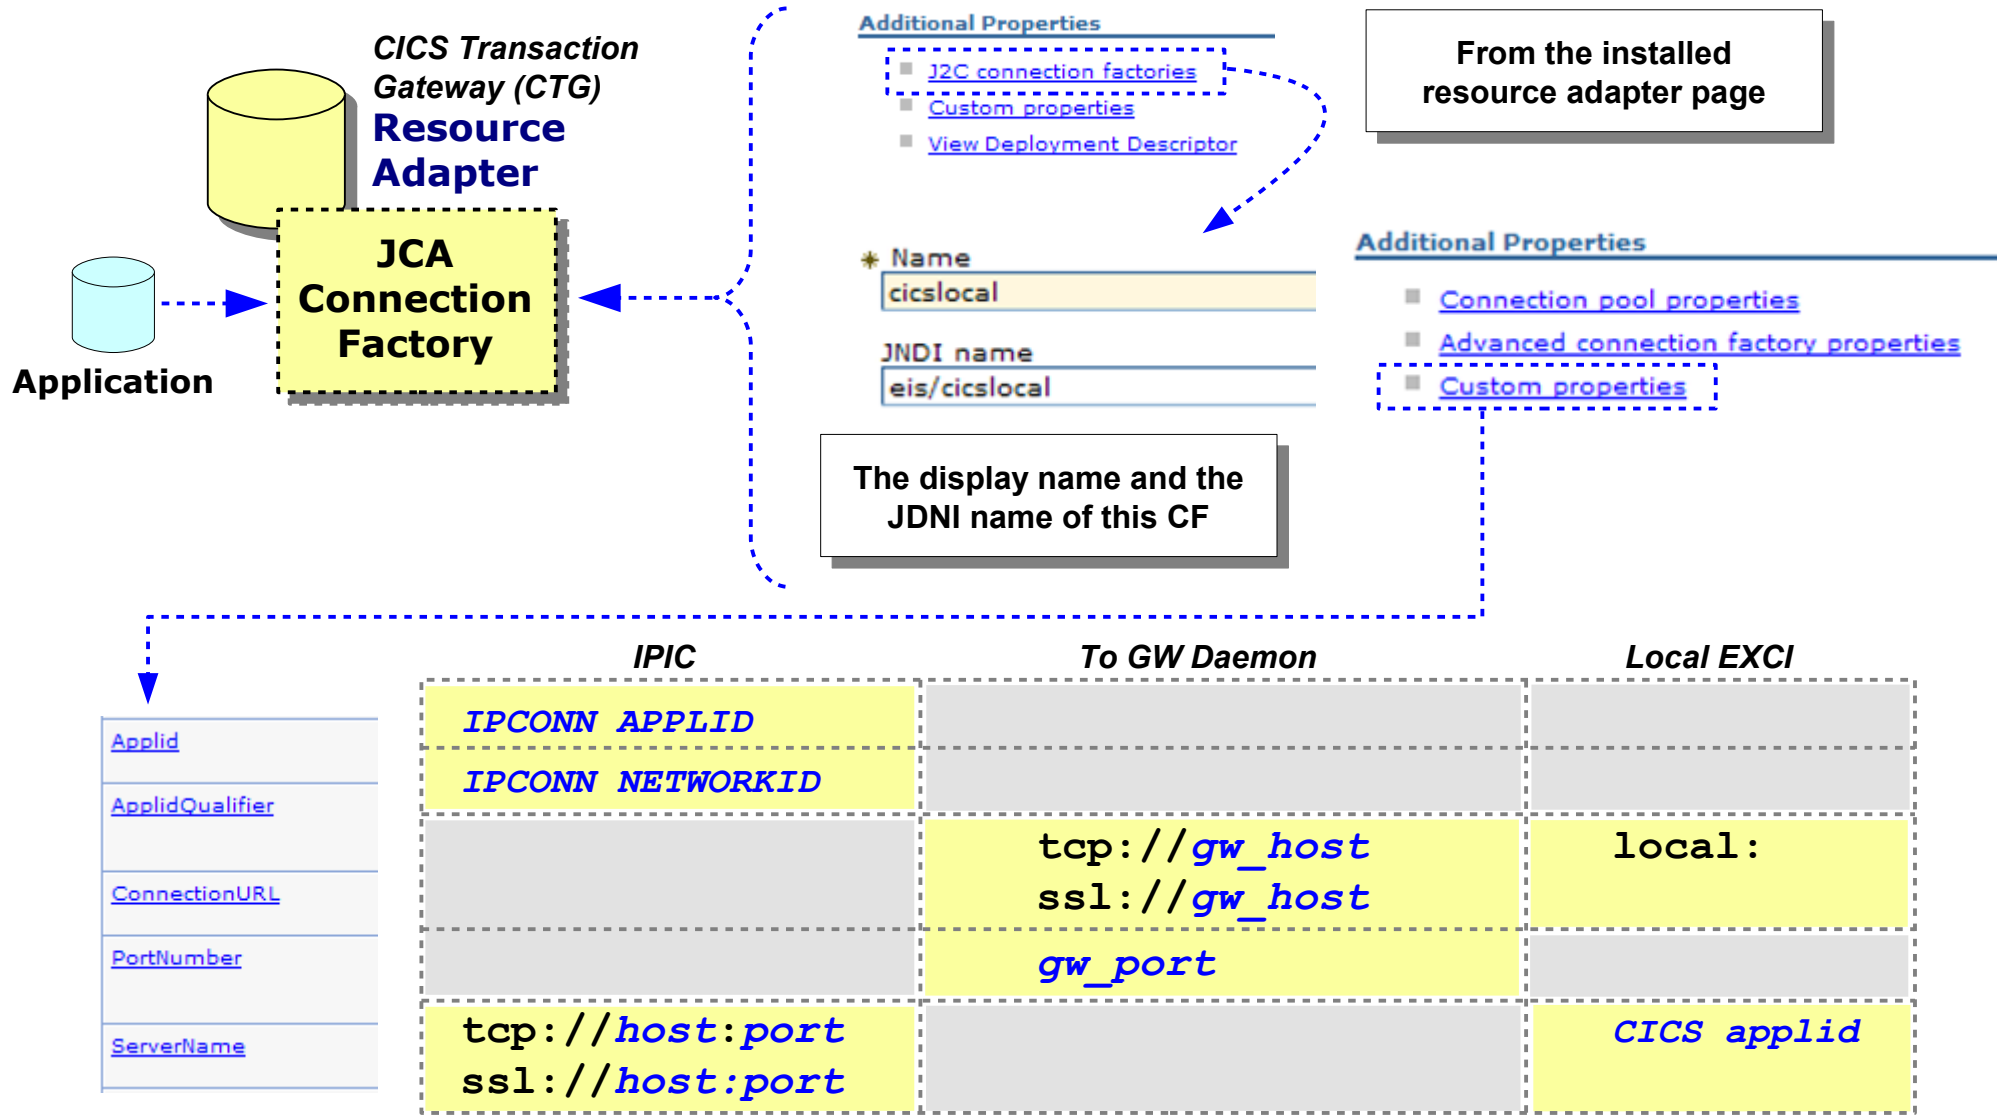 CICS Transaction
Gateway (CTG)
Resource
Adapter
JCA
Connection
Factory
Application
Additional Properties
J2C connection factories
Custom properties
View Deployment Descriptor
From the installed
resource adapter page
Name
cicslocal
JNDI name
eis/cicslocal
The display name and the
JDNI name of this CF
Additional Properties
Connection pool properties
Advanced connection factory properties
Custom properties
IPIC To GW Daemon Local EXCI
Applid IPCONN APPLID
ApplidQualifier IPCONN NETWORKID
ConnectionURL tcp://gw_host local:
ssl://gw_host
PortNumber gw_port
ServerName tcp://host:port CICS applid
ssl://host:port